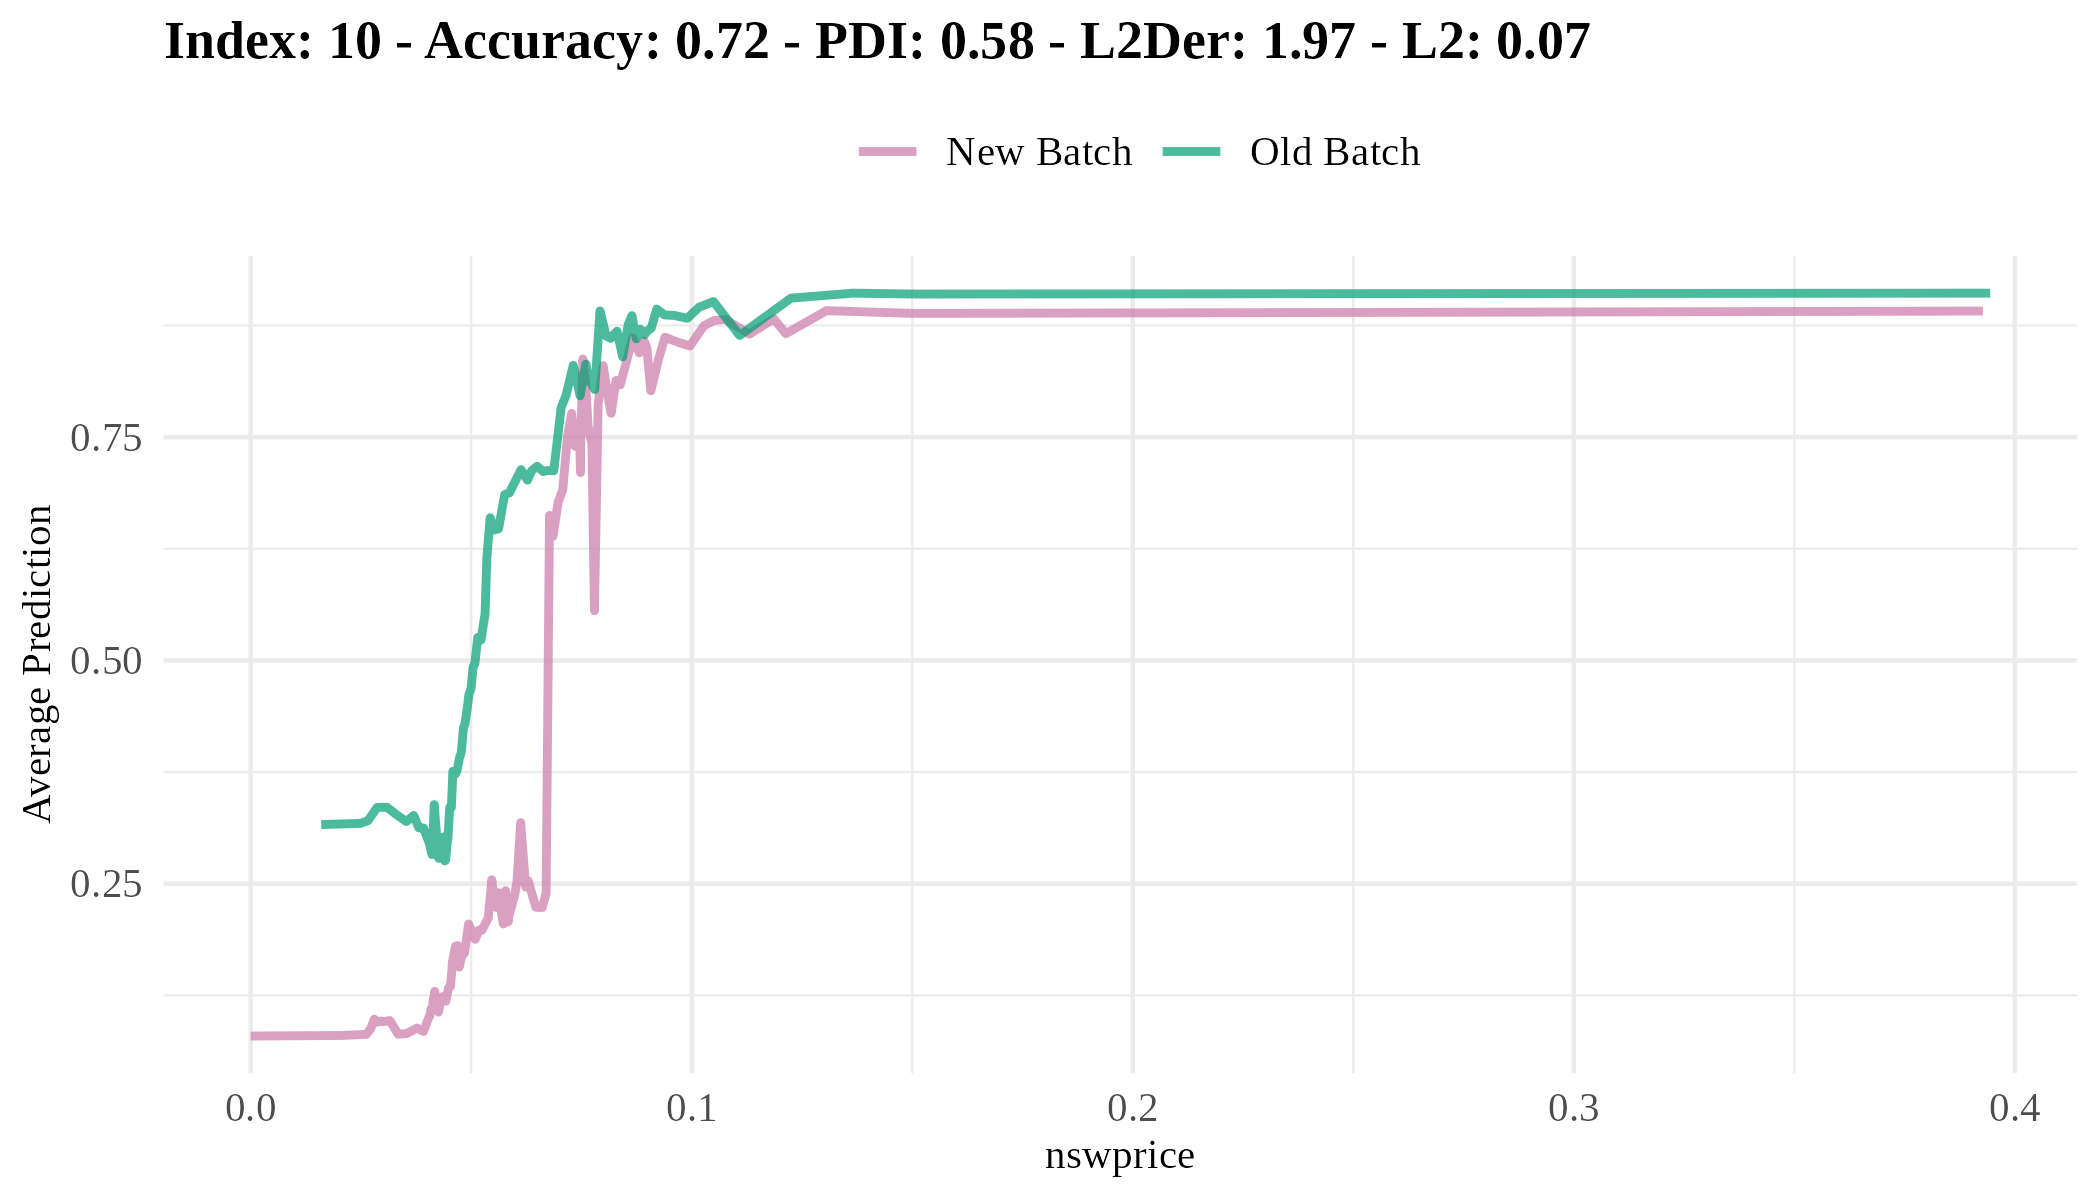 Index: 10 - Accuracy: 0.72 - PDI: 0.58 - L2Der: 1.97 - L2: 0.07
New Batch
Old Batch
Average Prediction
0.75
0.50
0.25
0.0
0.1
0.2
0.3
0.4
nswprice